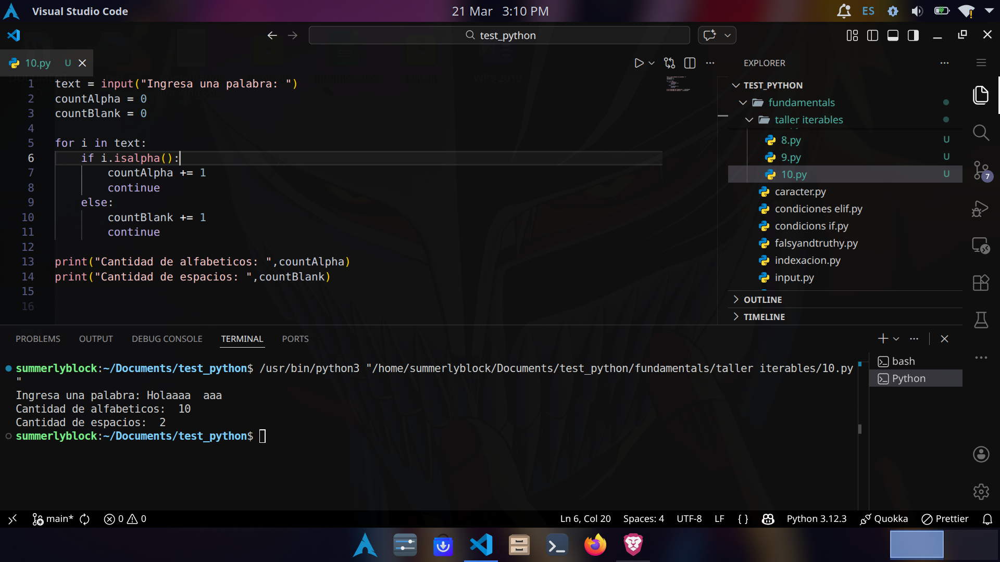 Visual Studio Code
21 Mar 3:10 PM
ES
test_python
10.py U
1 text = input("Ingresa una palabra: ")
2 countAlpha = 0
3 countBlank = 0
4
5 for i in text:
6 if i.isalpha():
7 countAlpha += 1
8 continue
9 else:
10 countBlank += 1
11 continue
12
13 print("Cantidad de alfabeticos: ",countAlpha)
14 print("Cantidad de espacios: ",countBlank)
15
16
EXPLORER
TEST_PYTHON
fundamentals
taller iterables
8.py U
9.py U
10.py U
caracter.py
condiciones elif.py
condicions if.py
falsyandtruthy.py
indexacion.py
input.py
OUTLINE
TIMELINE
7
PROBLEMS OUTPUT DEBUG CONSOLE TERMINAL PORTS
summerlyblock:~/Documents/test_python$ /usr/bin/python3 "/home/summerlyblock/Documents/test_python/fundamentals/taller iterables/10.py
"
Ingresa una palabra: Holaaaa  aaa
Cantidad de alfabeticos:  10
Cantidad de espacios:  2
summerlyblock:~/Documents/test_python$
bash
Python
main* 0 0
Ln 6, Col 20 Spaces: 4 UTF-8 LF { } Python 3.12.3 Quokka Prettier